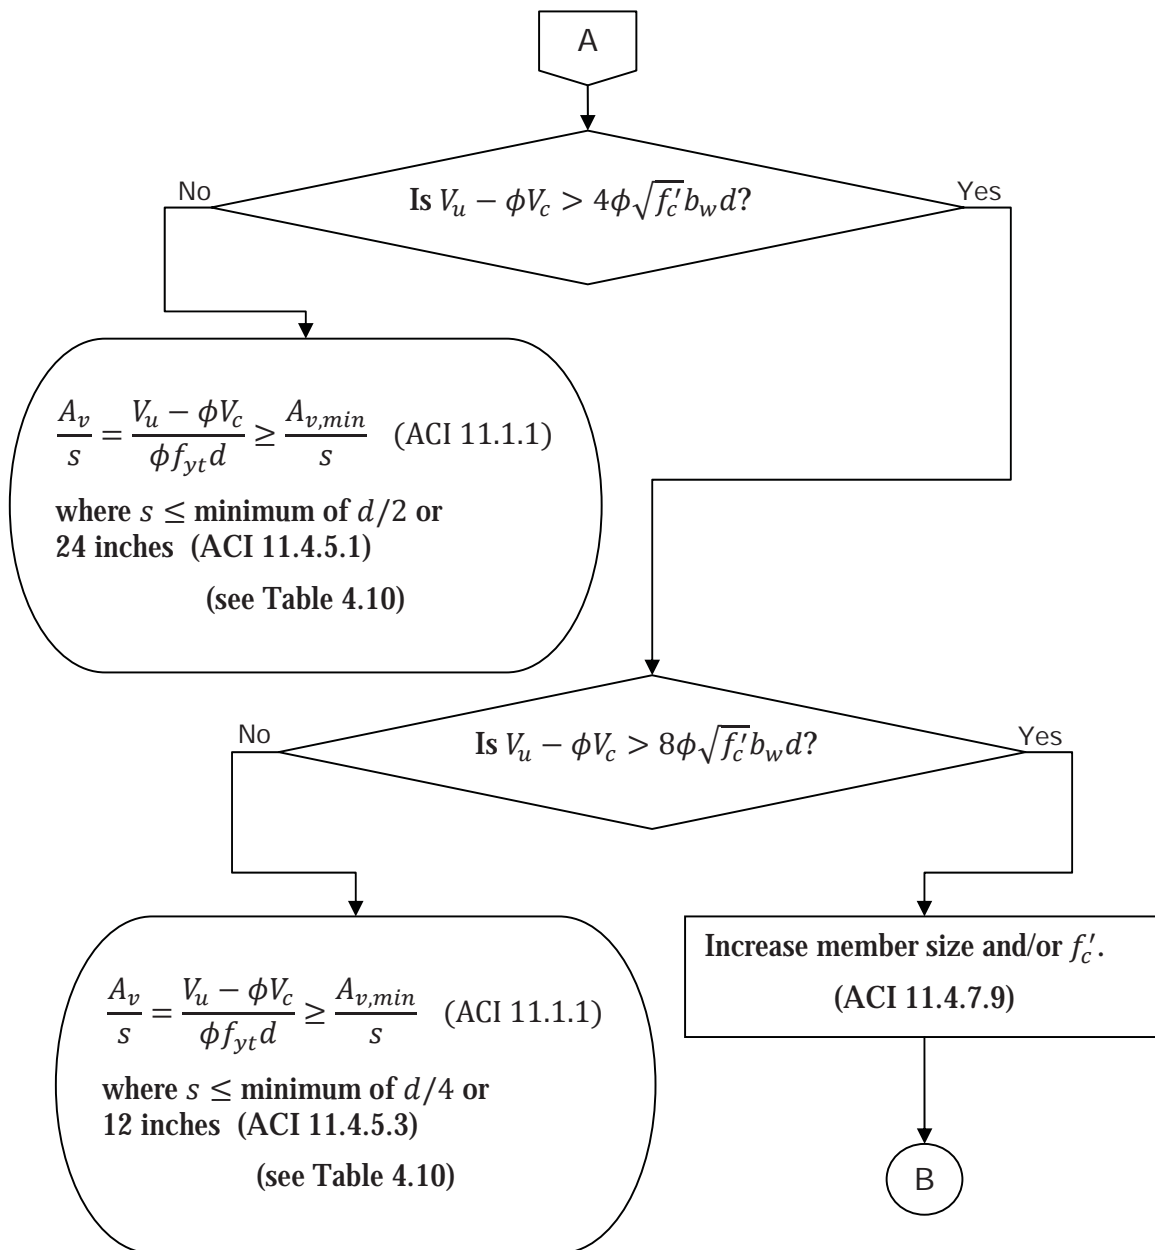 A
No
Is $V_u - \phi V_c > 4\phi\sqrt{f_c'} b_w d$?
Yes
$\frac{A_v}{s} = \frac{V_u - \phi V_c}{\phi f_{yt} d} \geq \frac{A_{v,min}}{s}$ (ACI 11.1.1)
where $s \leq$ minimum of $d/2$ or
24 inches (ACI 11.4.5.1)
(see Table 4.10)
No
Is $V_u - \phi V_c > 8\phi\sqrt{f_c'} b_w d$?
Yes
$\frac{A_v}{s} = \frac{V_u - \phi V_c}{\phi f_{yt} d} \geq \frac{A_{v,min}}{s}$ (ACI 11.1.1)
where $s \leq$ minimum of $d/4$ or
12 inches (ACI 11.4.5.3)
(see Table 4.10)
Increase member size and/or $f_c'$.
(ACI 11.4.7.9)
B